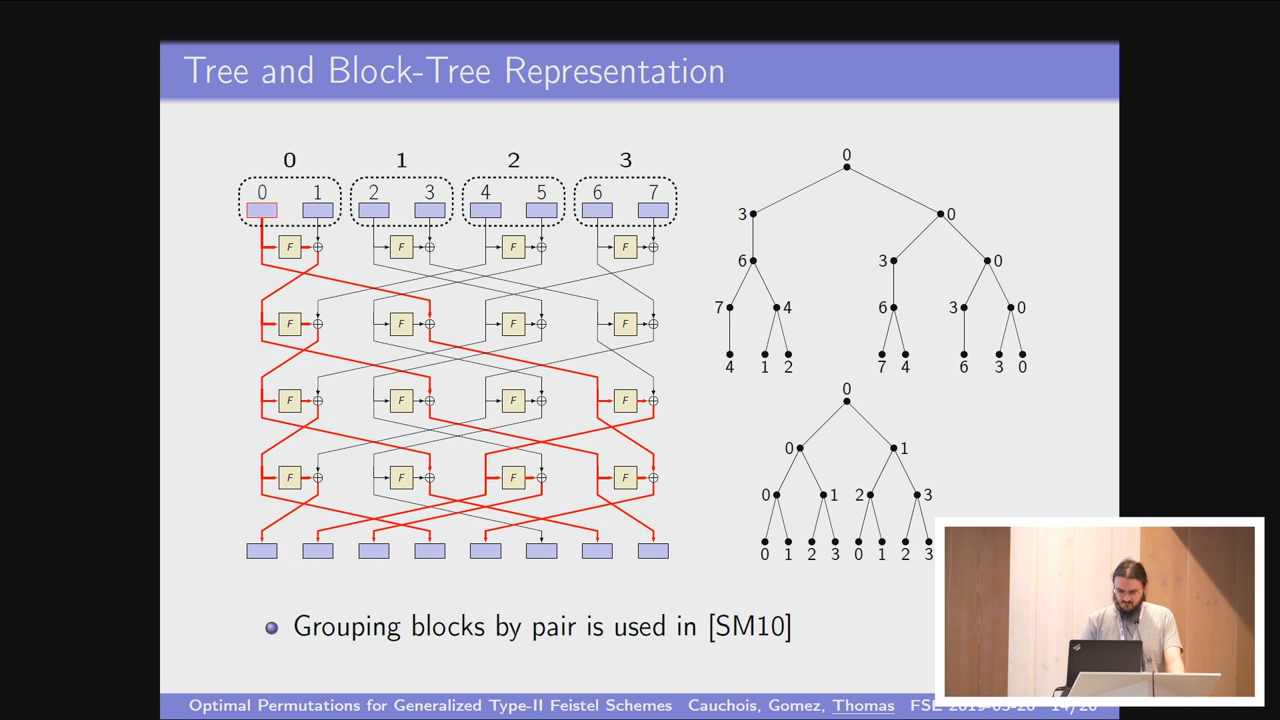 Tree and Block-Tree Representation
0 1 2 3
0 1 2 3 4 5 6 7
F F F F
F F F F
F F F F
F F F F
0
3 0
6 3 0
7 4 6 3 0
4 1 2 7 4 6 3 0
0
0 1
0 1 2 3
0 1 2 3 0 1 2 3
Grouping blocks by pair is used in [SM10]
Optimal Permutations for Generalized Type-II Feistel Schemes Cauchois, Gomez, Thomas FSE